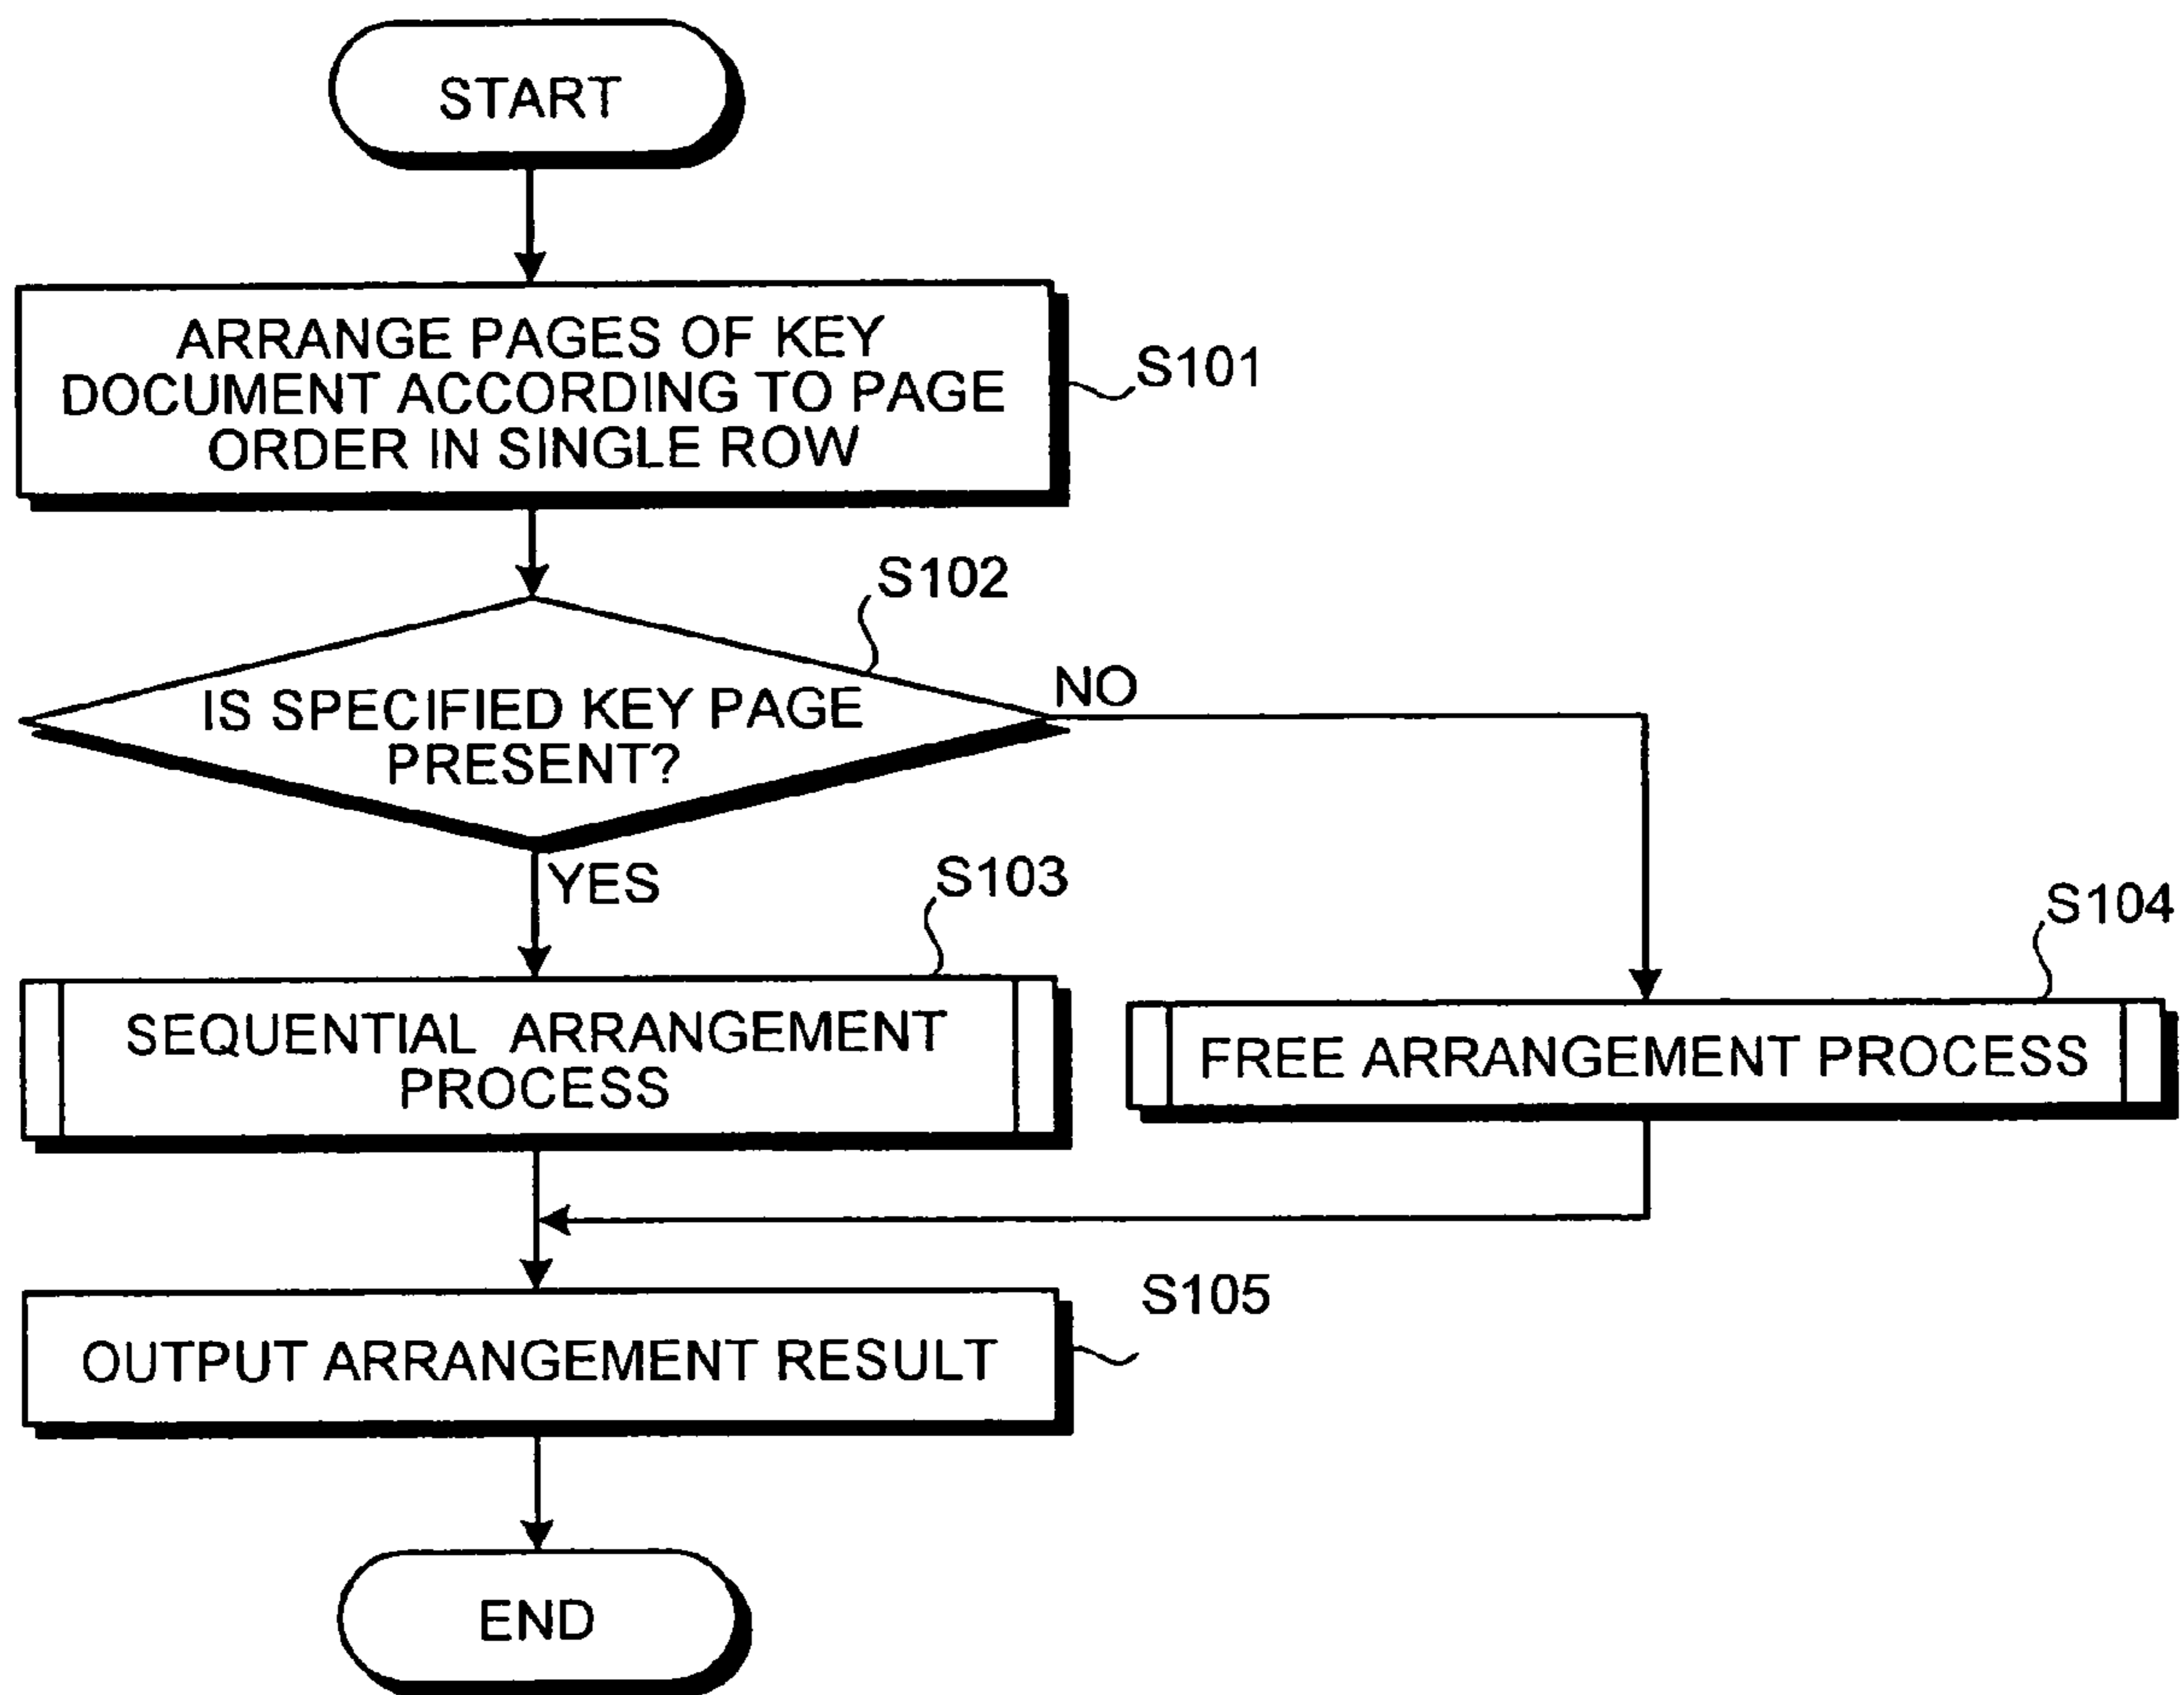 START
ARRANGE PAGES OF KEY
DOCUMENT ACCORDING TO PAGE
ORDER IN SINGLE ROW
S101
S102
IS SPECIFIED KEY PAGE
PRESENT?
NO
YES
S103
SEQUENTIAL ARRANGEMENT
PROCESS
S104
FREE ARRANGEMENT PROCESS
S105
OUTPUT ARRANGEMENT RESULT
END